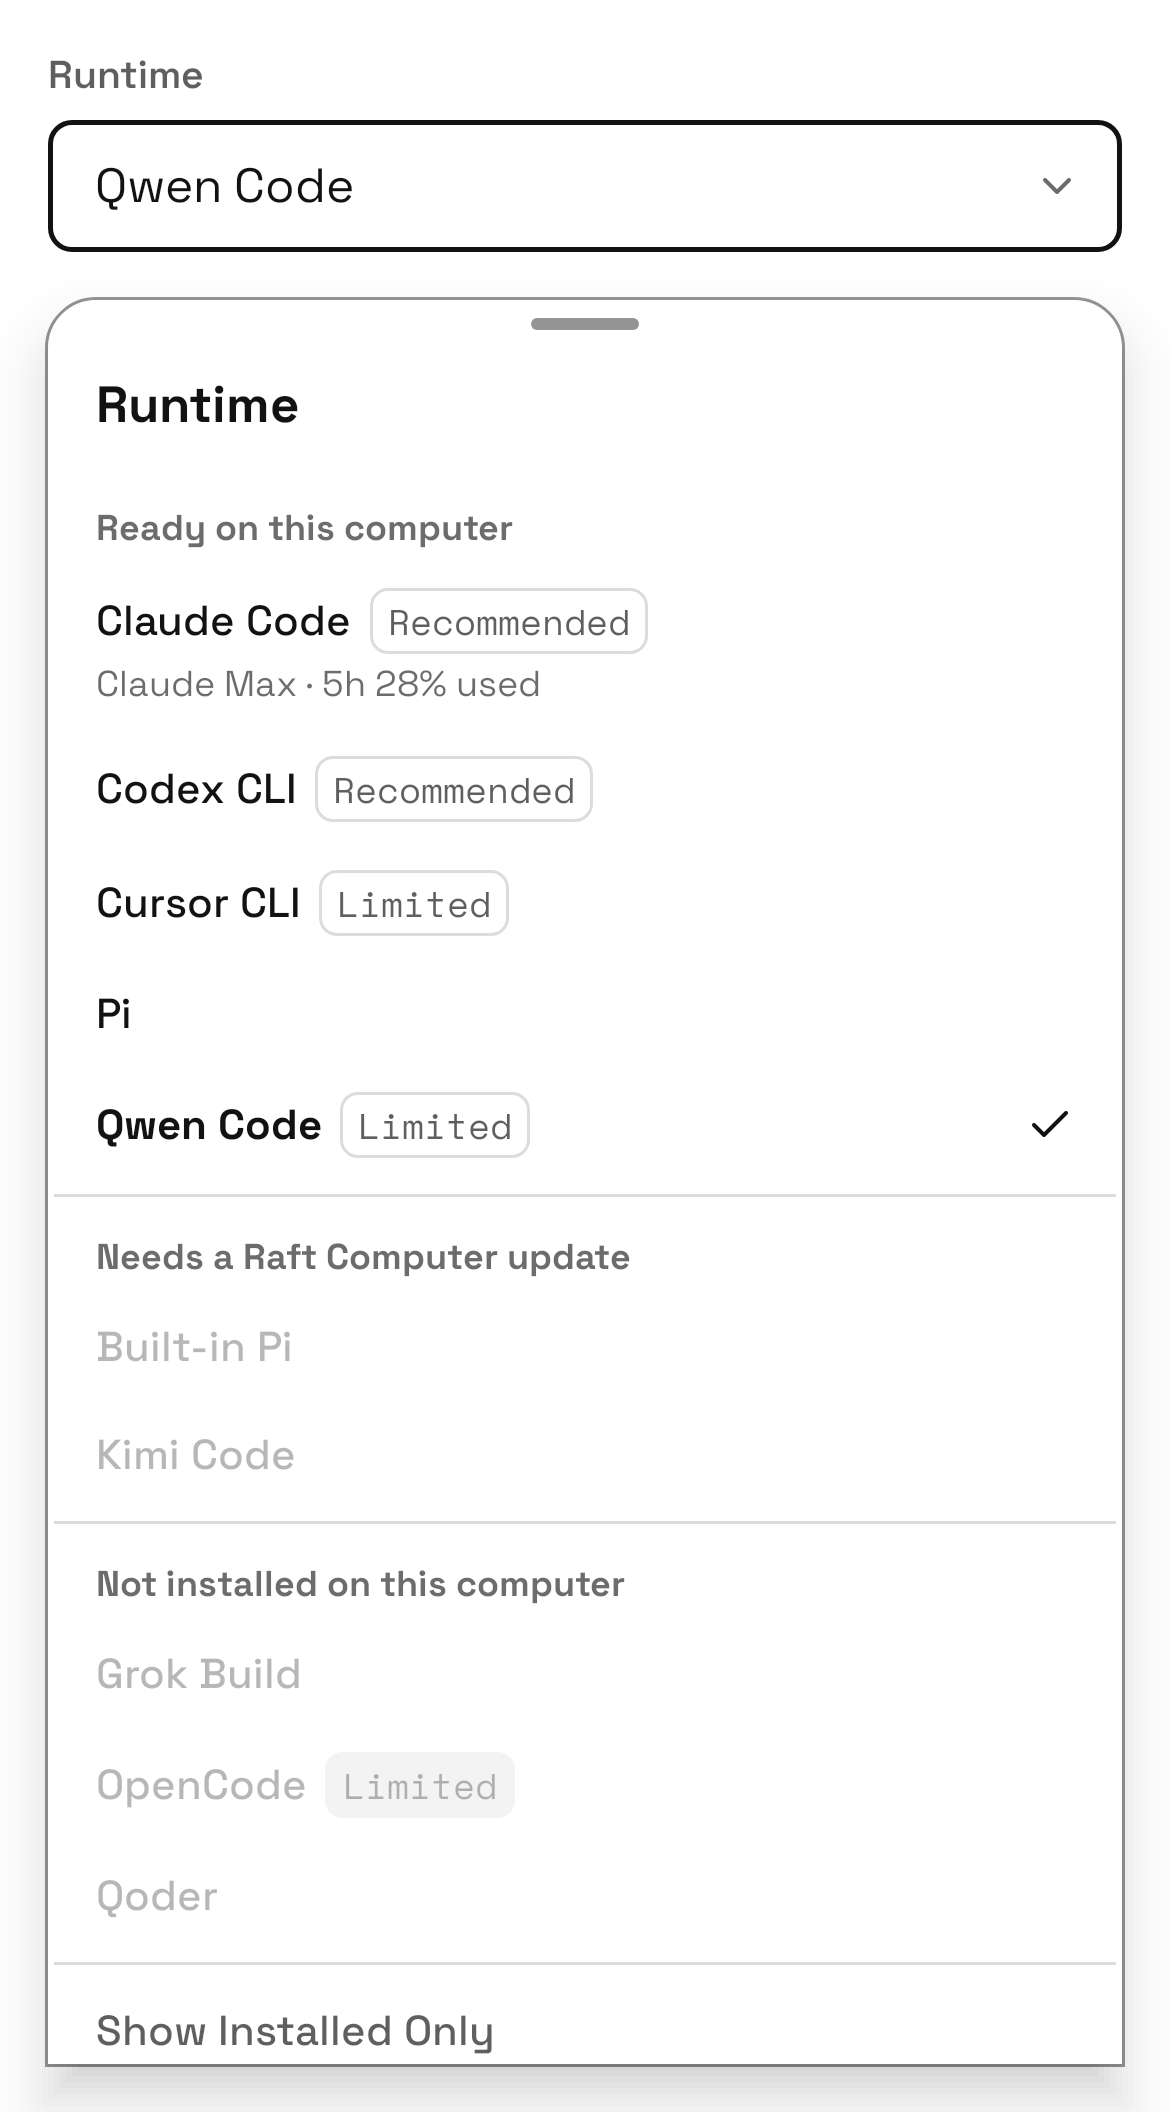 Runtime
Qwen Code
Runtime
Ready on this computer
Claude Code Recommended
Claude Max · 5h 28% used
Codex CLI Recommended
Cursor CLI Limited
Pi
Qwen Code Limited
Needs a Raft Computer update
Built-in Pi
Kimi Code
Not installed on this computer
Grok Build
OpenCode Limited
Qoder
Show Installed Only